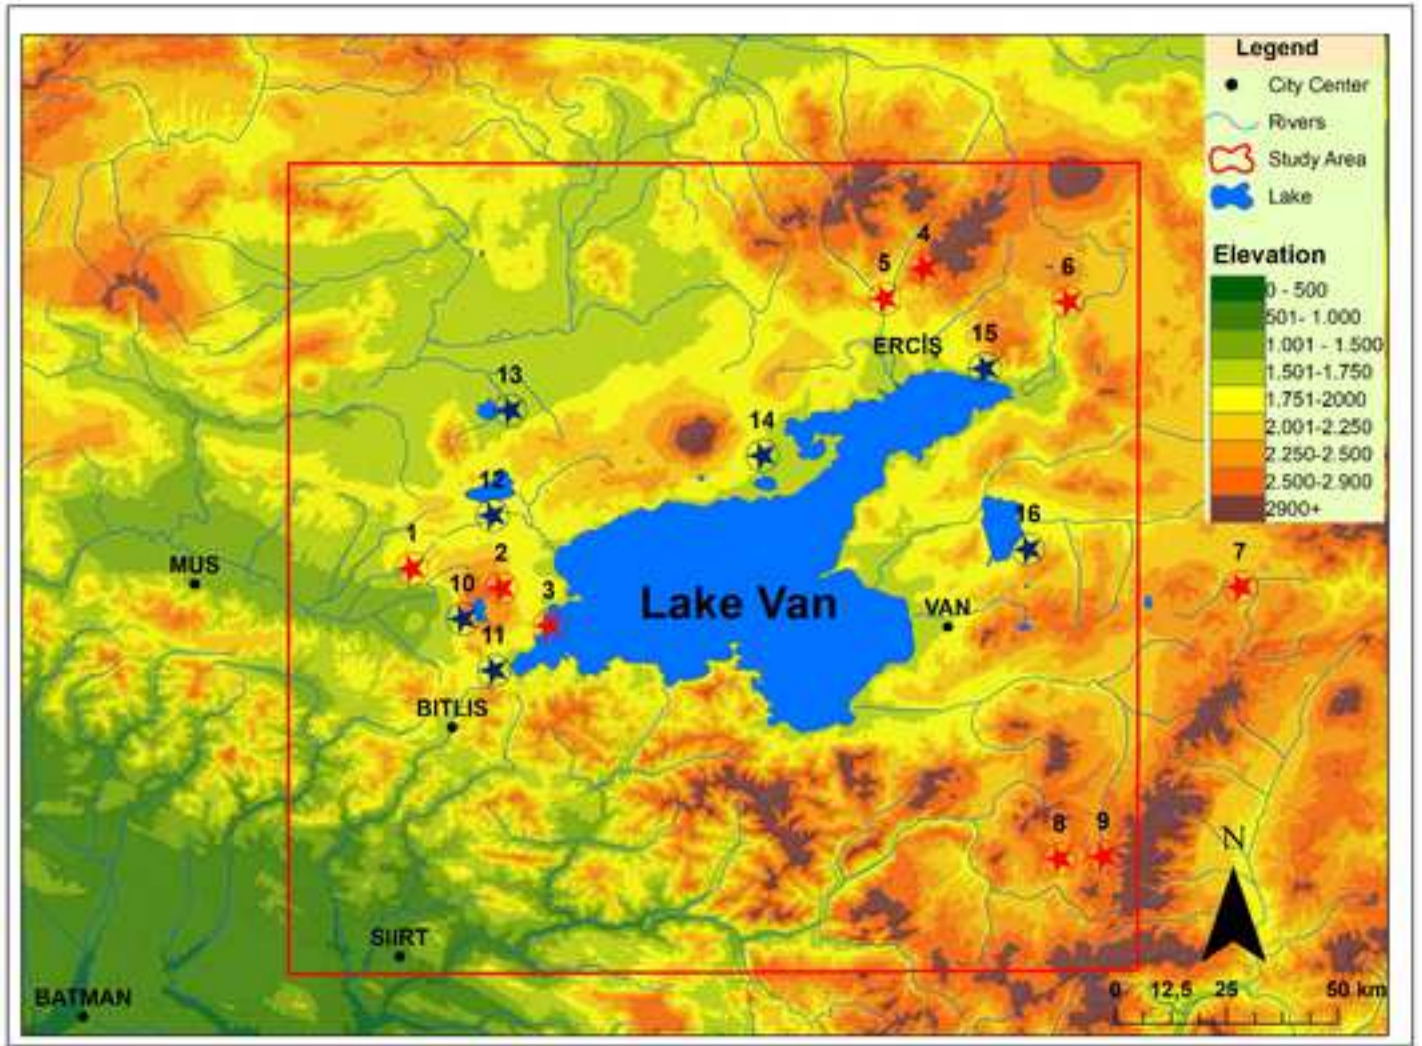 Legend
City Center
Rivers
Study Area
Lake
Elevation
0 - 500
501- 1.000
1.001 - 1.500
1.501-1.750
1.751-2000
2.001-2.250
2.250-2.500
2.500-2.900
2900+
4
5
6
15
ERCİŞ
13
14
12
16
1
2
7
MUS
10
3
Lake Van
VAN
11
BITLIS
8
9
N
SIIRT
BATMAN
0 12,5 25 50 km